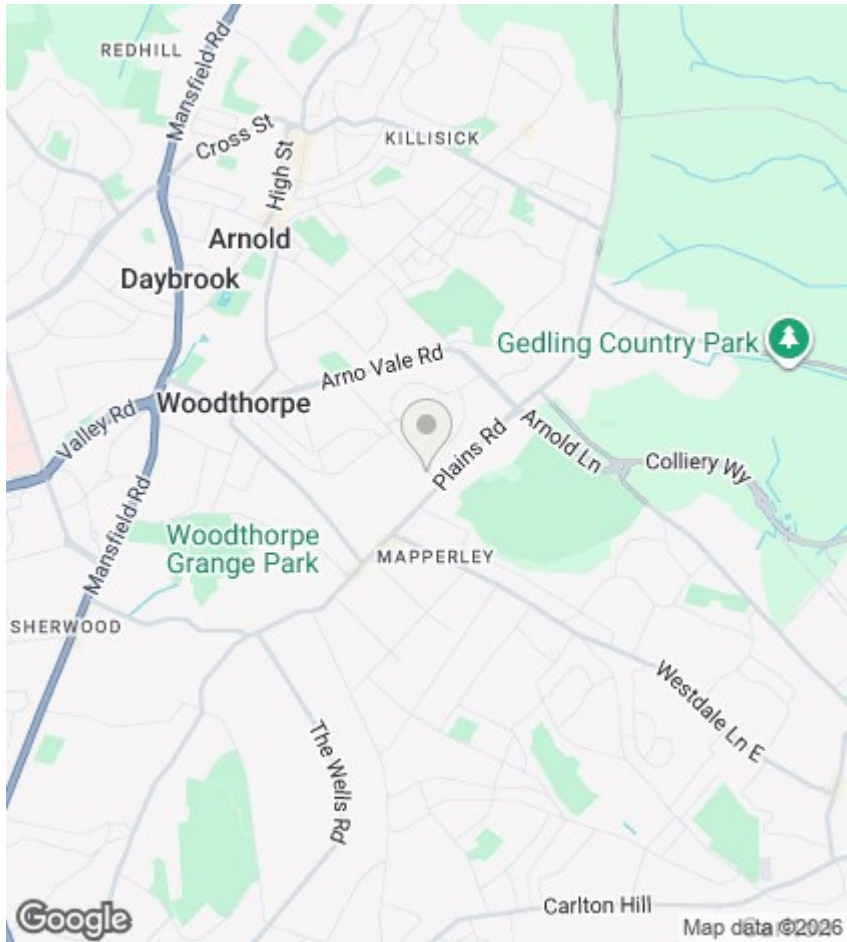 REDHILL
Mansfield Rd
Cross St
KILLISICK
High St
Arnold
Daybrook
Gedling Country Park
Arno Vale Rd
Woodthorpe
Valley Rd
Plains Rd
Arnold Ln
Colliery Wy
Mansfield Rd
Woodthorpe
Grange Park
MAPPERLEY
SHERWOOD
Westdale Ln E
The Wells Rd
Carlton Hill
Google
Map data ©2026